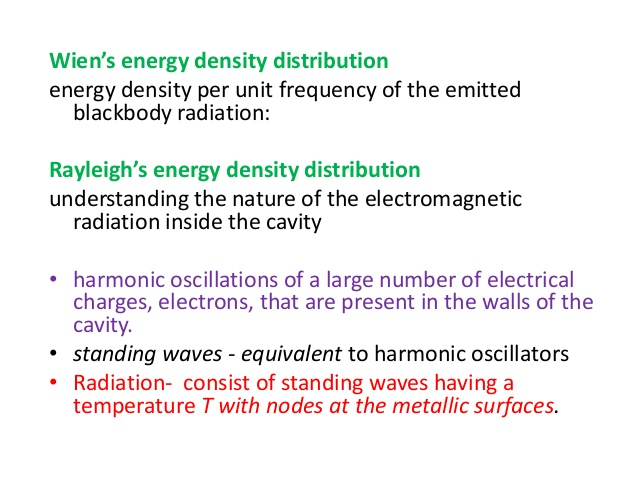 Wien’s energy density distribution
energy density per unit frequency of the emitted
blackbody radiation:
Rayleigh’s energy density distribution
understanding the nature of the electromagnetic
radiation inside the cavity
• harmonic oscillations of a large number of electrical
charges, electrons, that are present in the walls of the
cavity.
• standing waves - equivalent to harmonic oscillators
• Radiation- consist of standing waves having a
temperature T with nodes at the metallic surfaces.